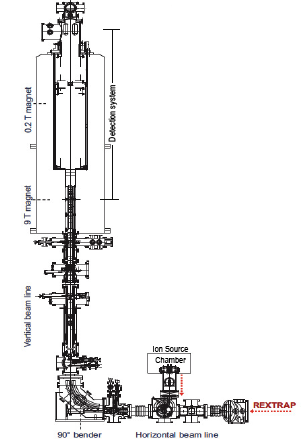 Detection system
0.2 T magnet
9 T magnet
Vertical beam line
Ion Source
Chamber
REXTRAP
90° bender
Horizontal beam line